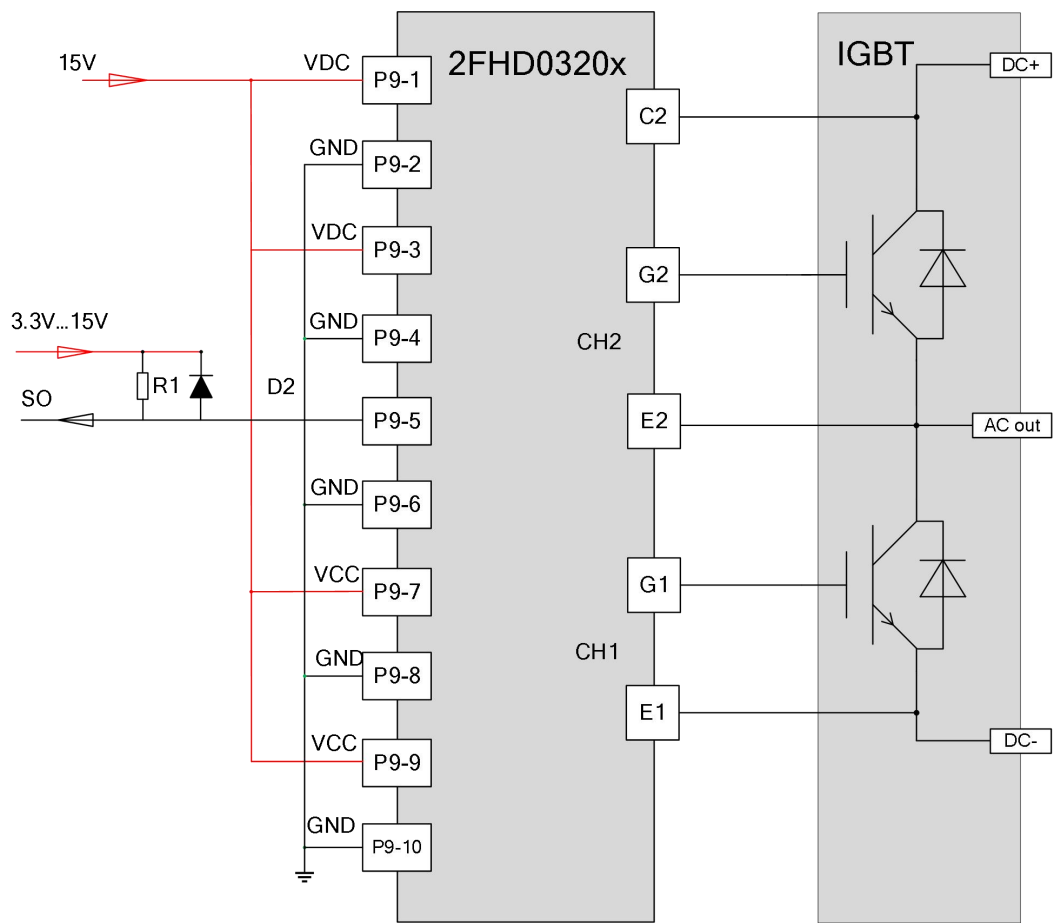 2FHD0320x
IGBT
15V
VDC
P9-1
DC+
C2
GND
P9-2
VDC
P9-3
G2
3.3V...15V
GND
P9-4
CH2
R1
D2
SO
P9-5
E2
AC out
GND
P9-6
VCC
P9-7
G1
GND
P9-8
CH1
E1
VCC
P9-9
DC-
GND
P9-10